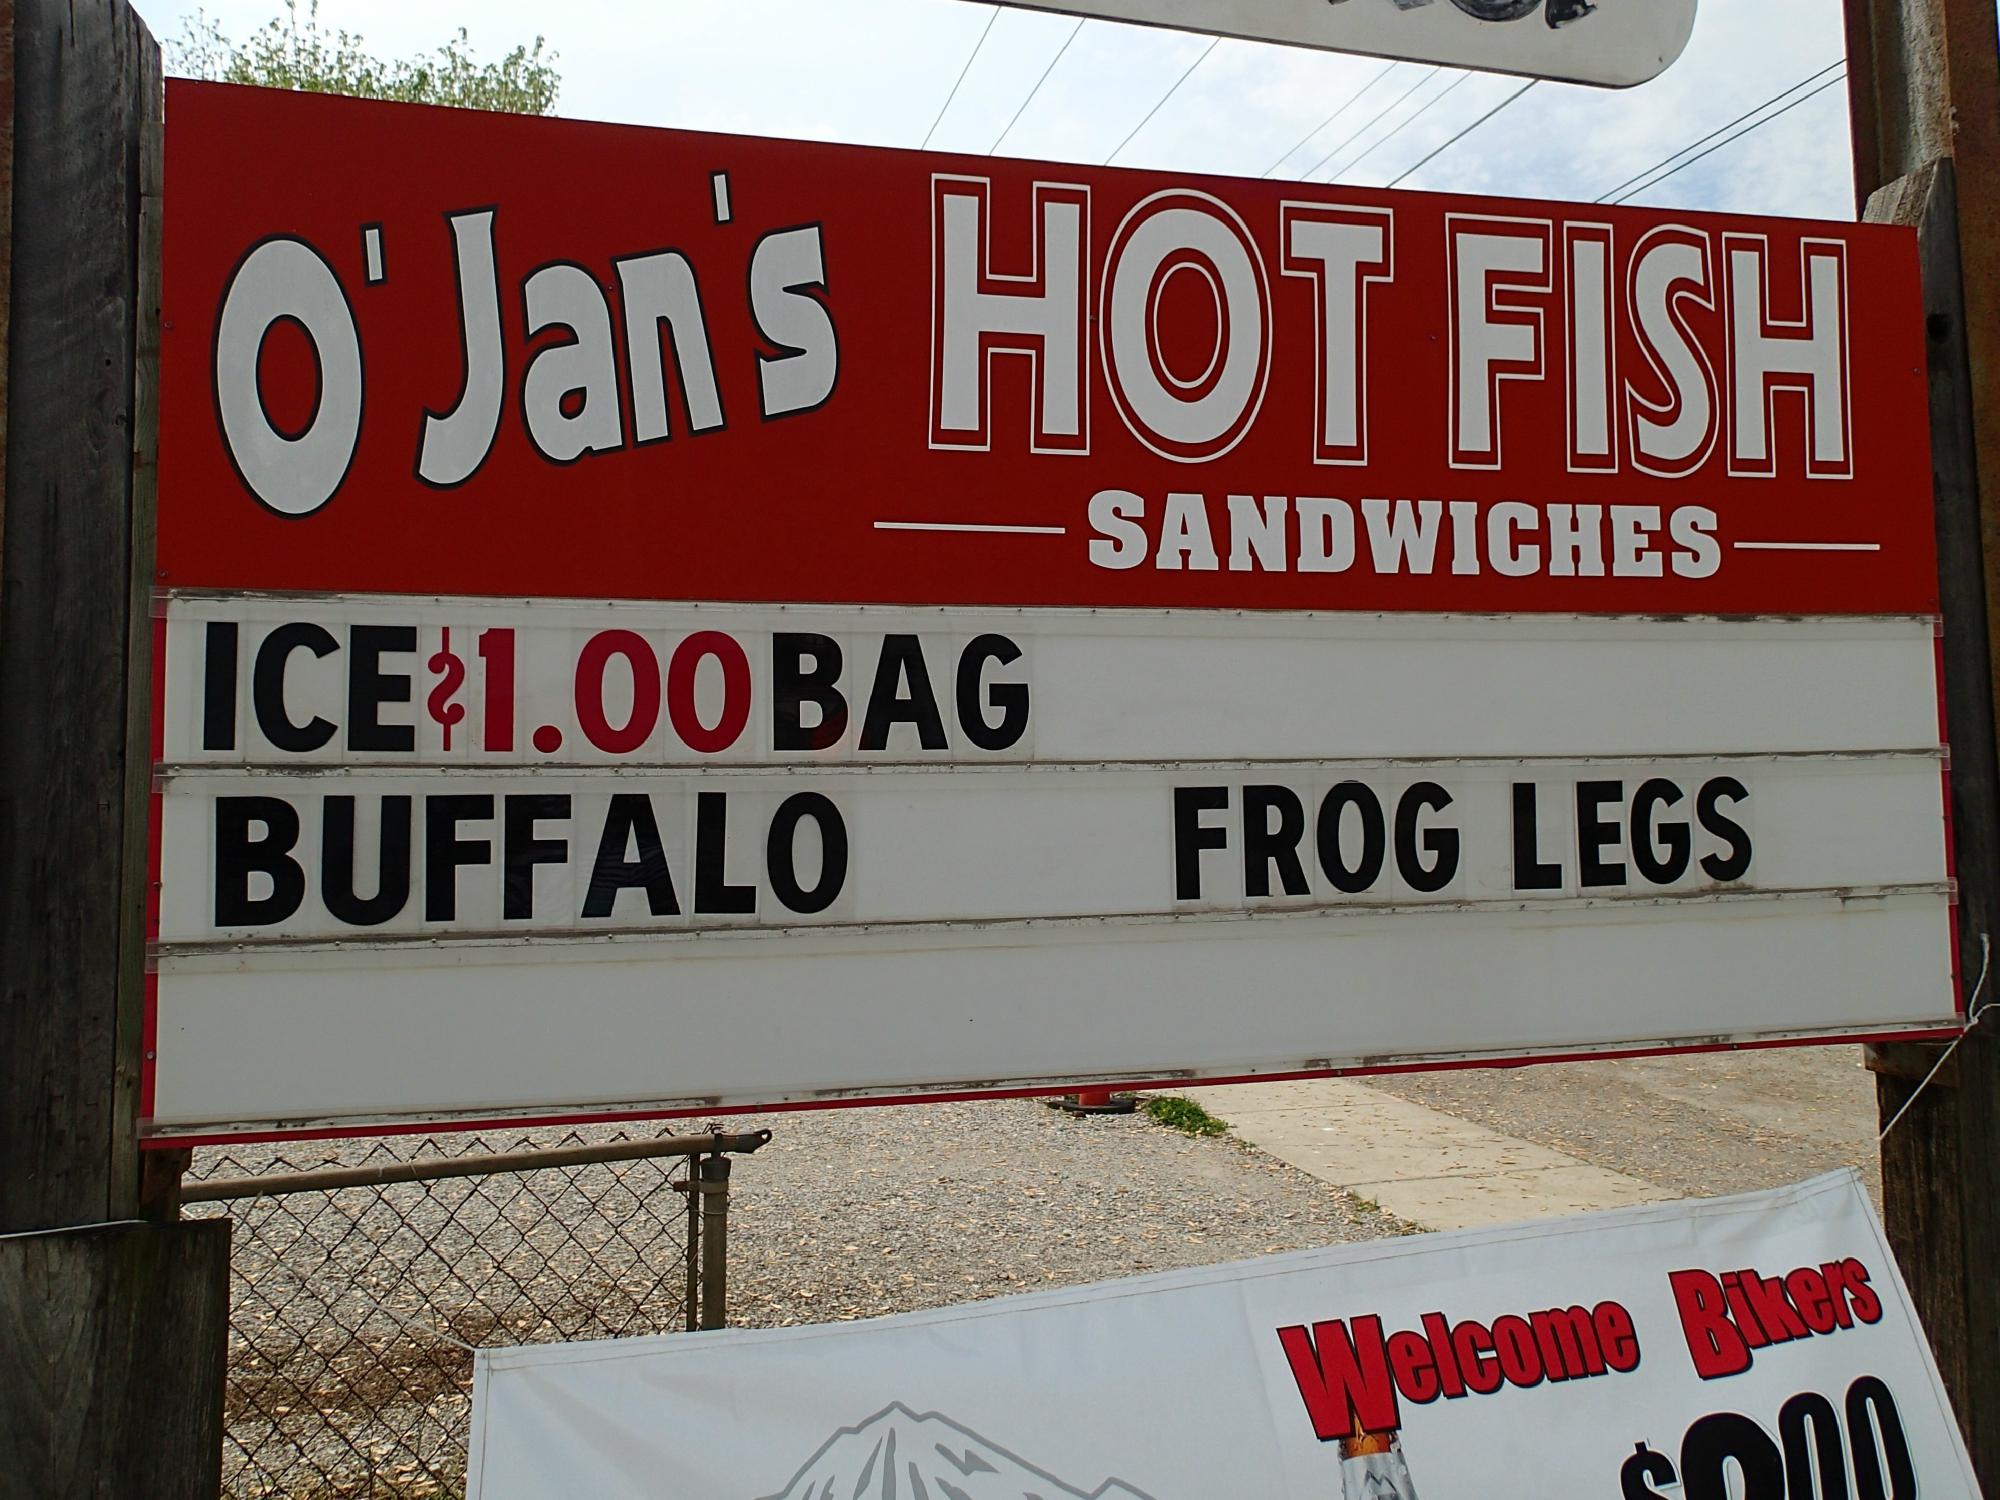 O'Jan's HOT FISH
SANDWICHES
ICE $1.00 BAG
BUFFALO FROG LEGS
Welcome Bikers